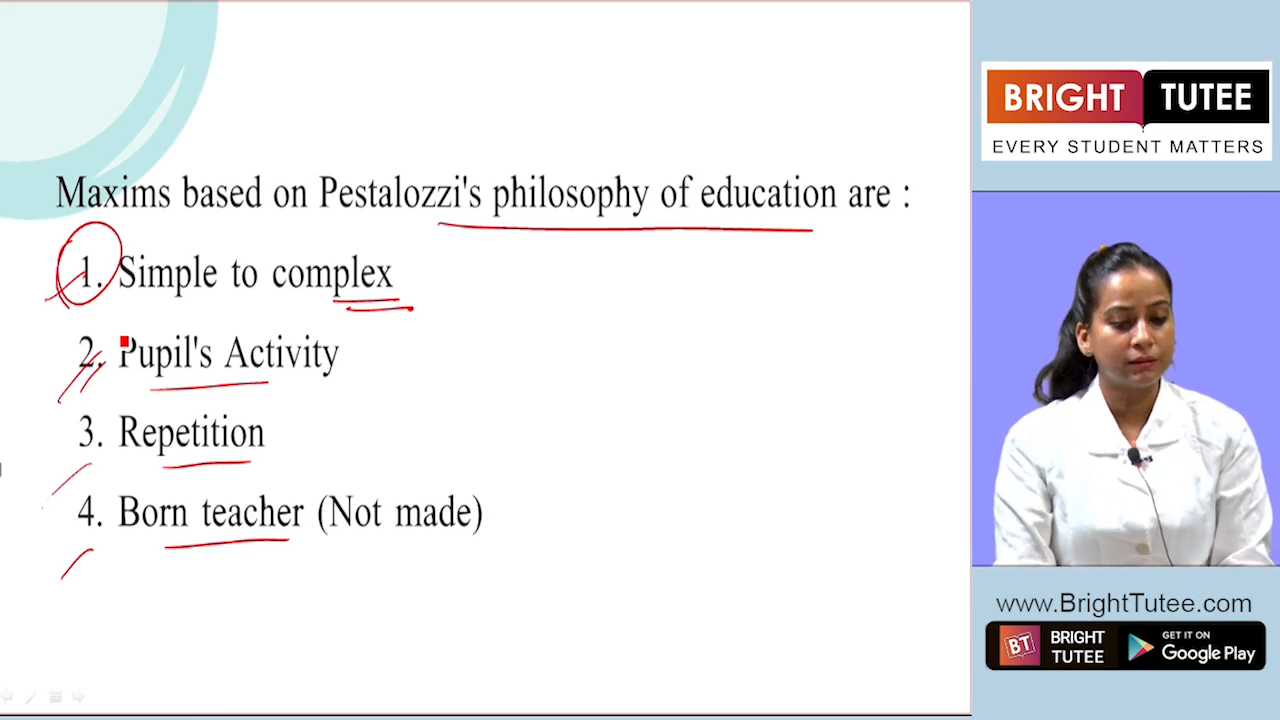 Maxims based on Pestalozzi's philosophy of education are :
1. Simple to complex
2. Pupil's Activity
3. Repetition
4. Born teacher (Not made)
BRIGHT TUTEE
EVERY STUDENT MATTERS
www.BrightTutee.com
BT BRIGHT TUTEE
GET IT ON
Google Play